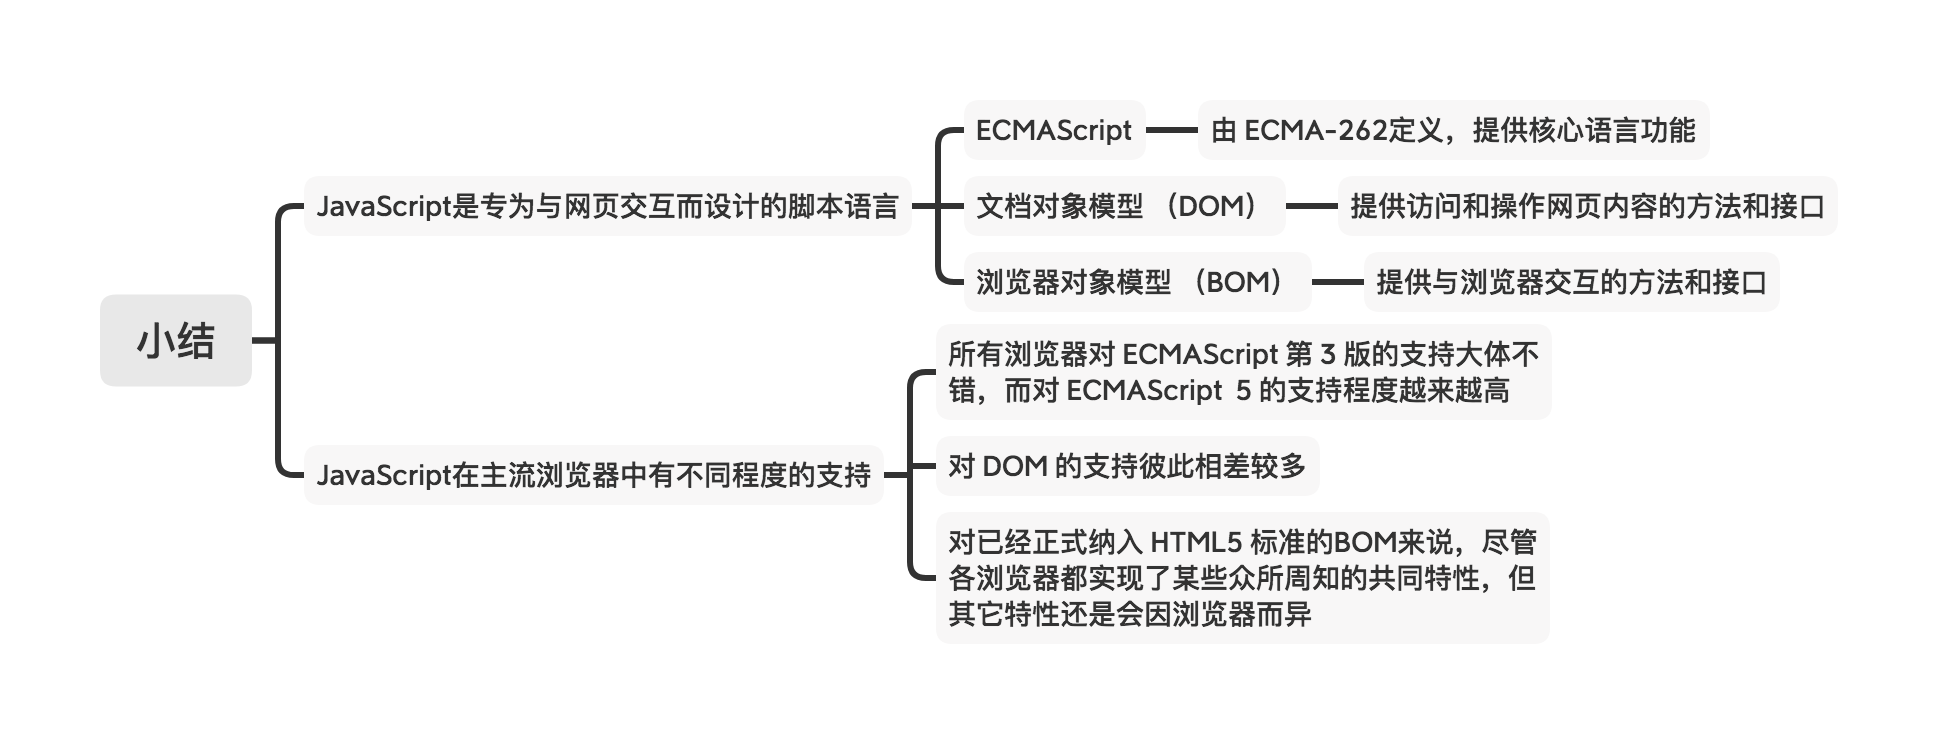 小结
JavaScript是专为与网页交互而设计的脚本语言
ECMAScript
由 ECMA-262定义，提供核心语言功能
文档对象模型 （DOM）
提供访问和操作网页内容的方法和接口
浏览器对象模型 （BOM）
提供与浏览器交互的方法和接口
JavaScript在主流浏览器中有不同程度的支持
所有浏览器对 ECMAScript 第 3 版的支持大体不
错，而对 ECMAScript  5 的支持程度越来越高
对 DOM 的支持彼此相差较多
对已经正式纳入 HTML5 标准的BOM来说，尽管
各浏览器都实现了某些众所周知的共同特性，但
其它特性还是会因浏览器而异